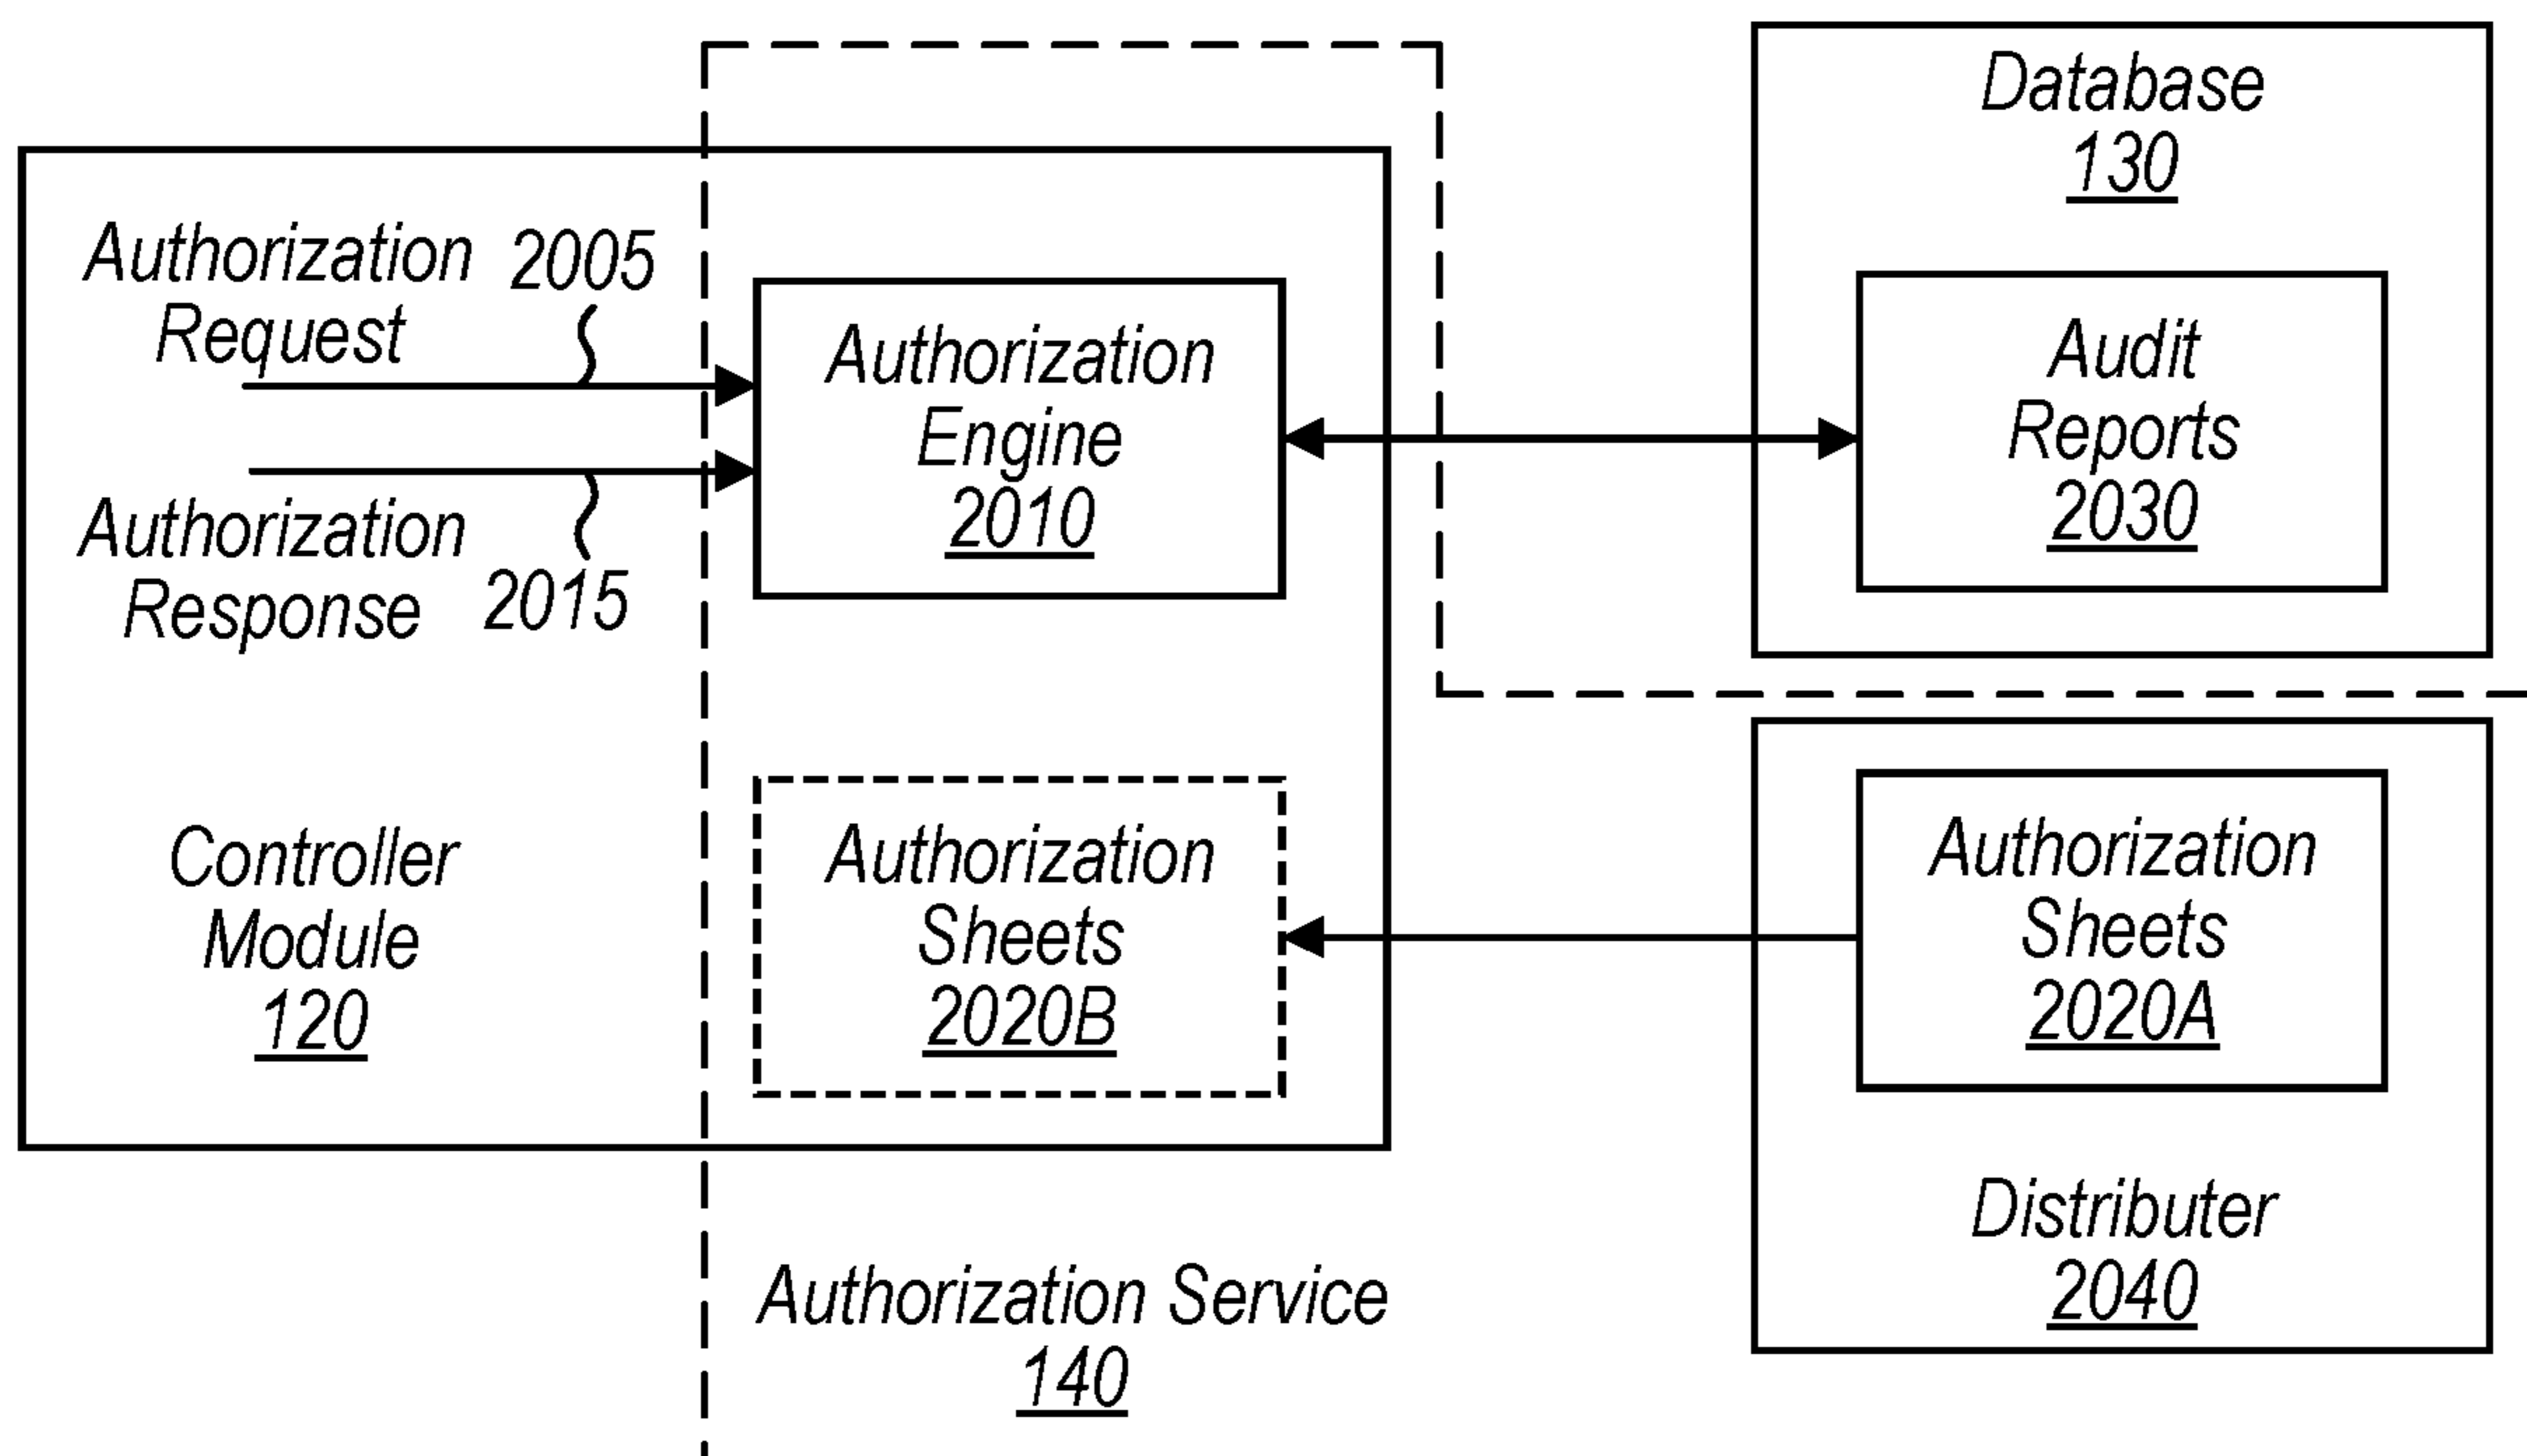 Database
130
Authorization
Request
2005
Authorization
Engine
2010
Audit
Reports
2030
Authorization
Response
2015
Controller
Module
120
Authorization
Sheets
2020B
Authorization
Sheets
2020A
Distributer
2040
Authorization Service
140